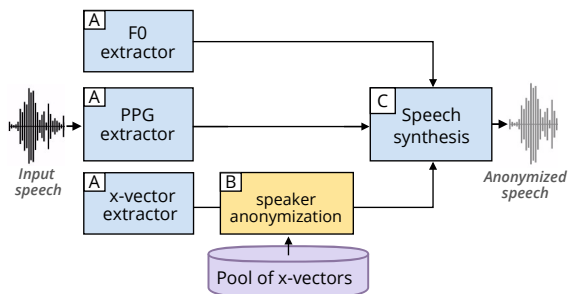 A
F0
extractor
A
PPG
extractor
C
Speech
synthesis
Input
speech
Anonymized
speech
A
x-vector
extractor
B
speaker
anonymization
Pool of x-vectors